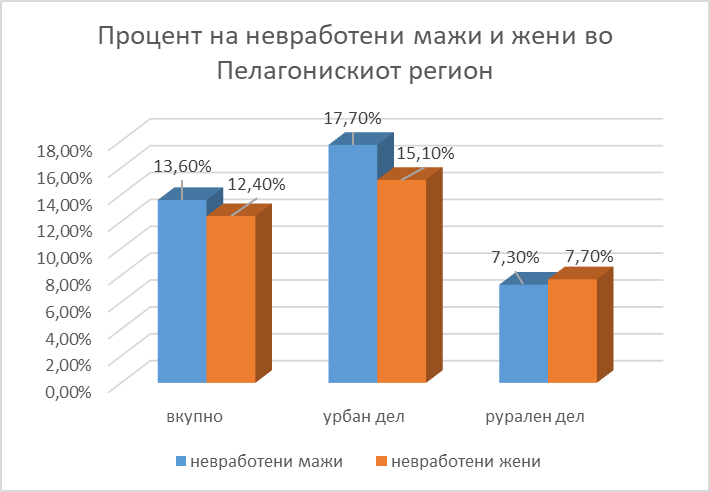 Процент на невработени мажи и жени во
Пелагонискиот регион
18,00%
16,00%
14,00%
12,00%
10,00%
8,00%
6,00%
4,00%
2,00%
0,00%
13,60%
12,40%
17,70%
15,10%
7,30%
7,70%
вкупно
урбан дел
рурален дел
невработени мажи
невработени жени